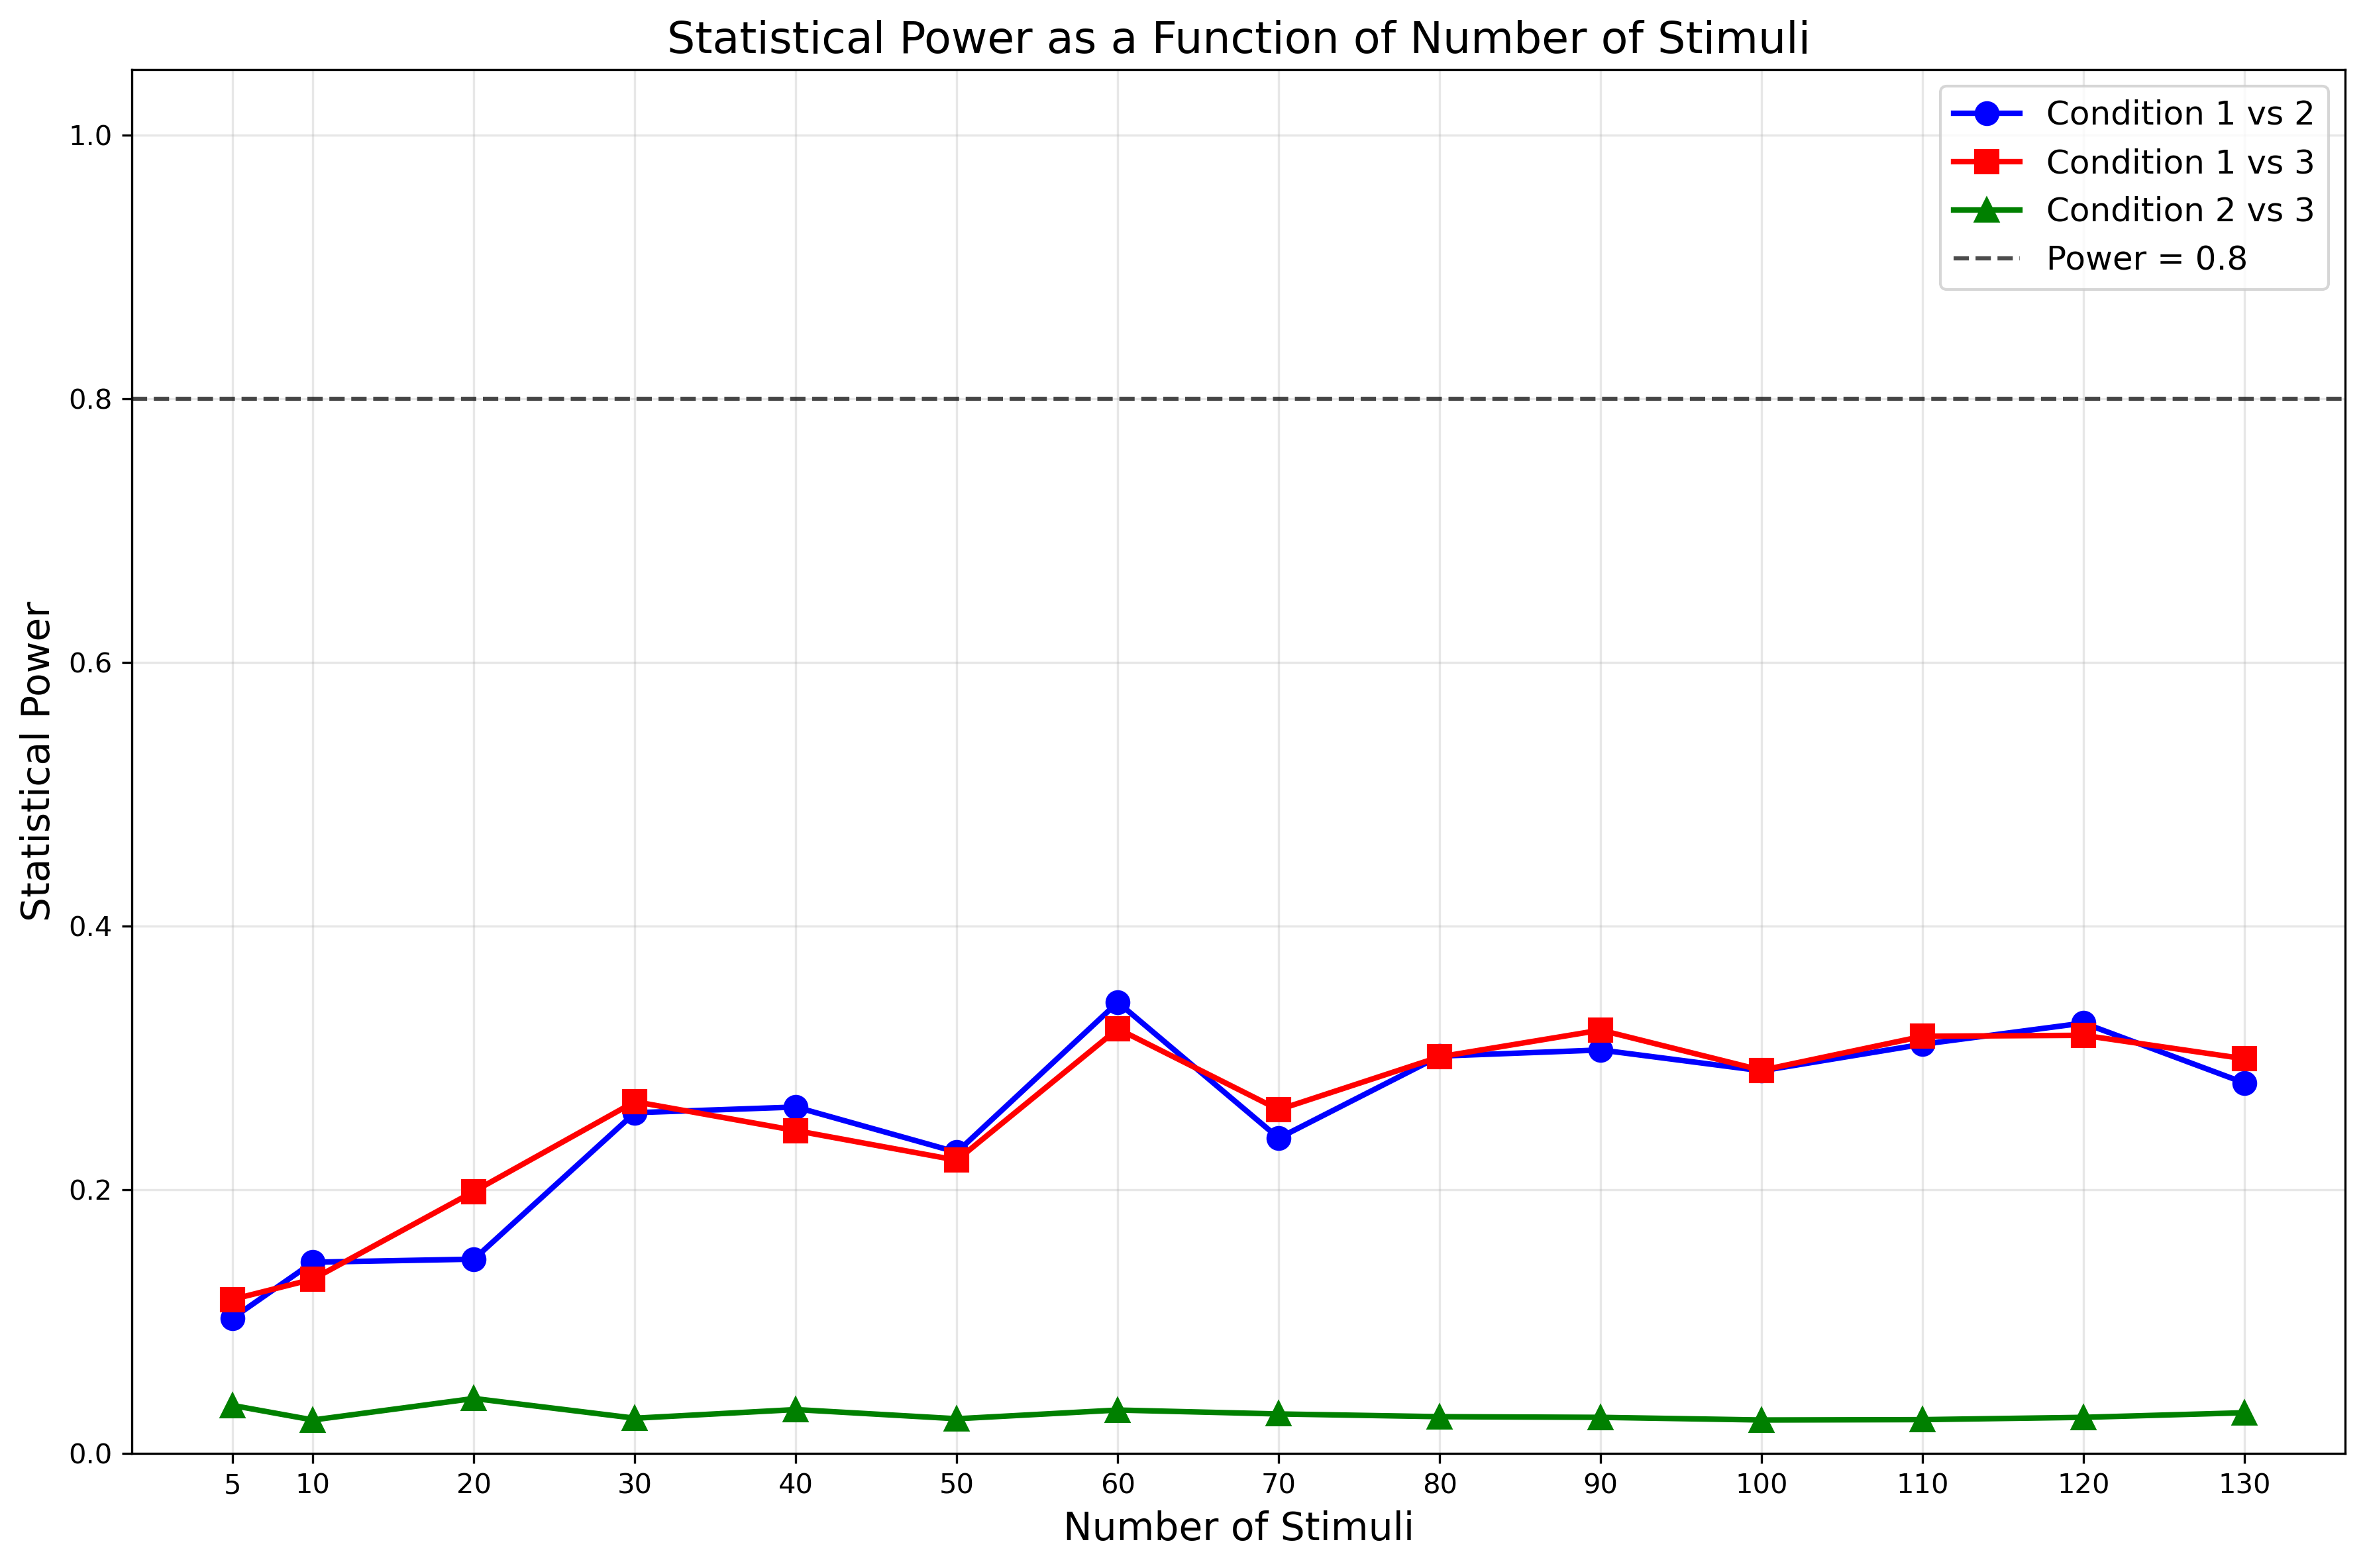 Statistical Power as a Function of Number of Stimuli
Condition 1 vs 2
Condition 1 vs 3
Condition 2 vs 3
Power = 0.8
Statistical Power
1.0
0.8
0.6
0.4
0.2
0.0
5 10 20 30 40 50 60 70 80 90 100 110 120 130
Number of Stimuli